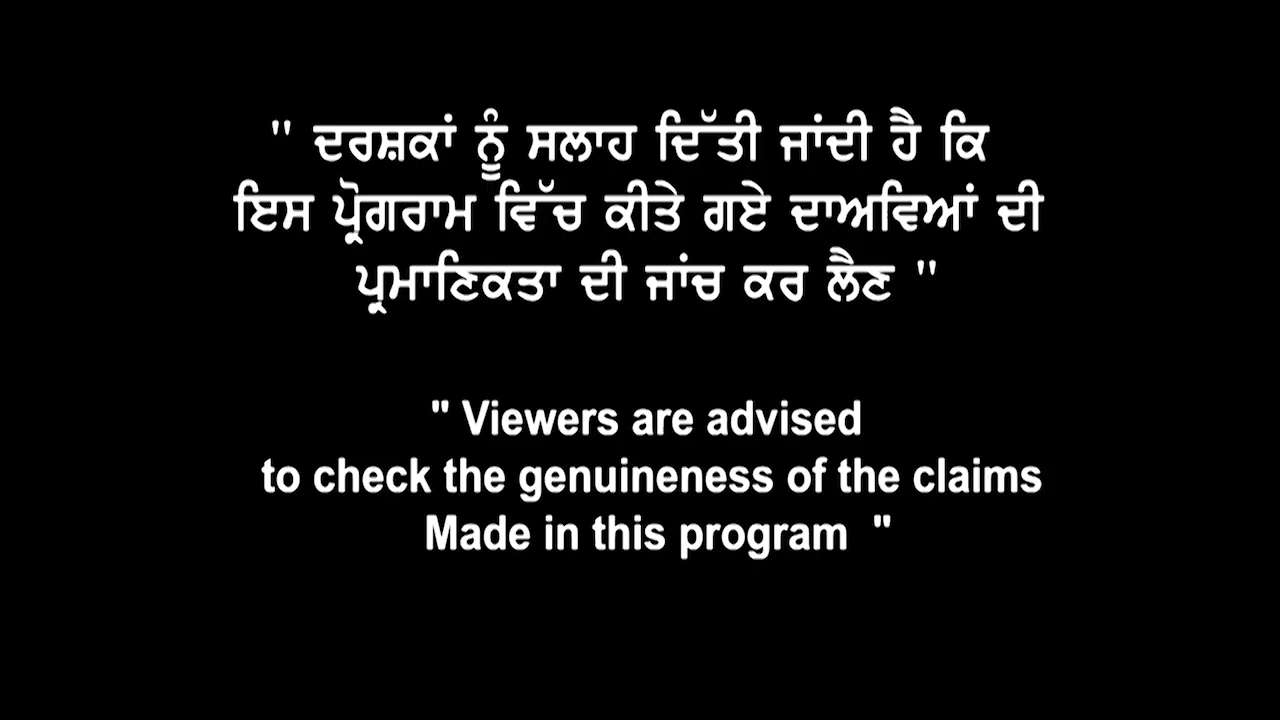 " ਦਰਸ਼ਕਾਂ ਨੂੰ ਸਲਾਹ ਦਿੱਤੀ ਜਾਂਦੀ ਹੈ ਕਿ
ਇਸ ਪ੍ਰੋਗਰਾਮ ਵਿੱਚ ਕੀਤੇ ਗਏ ਦਾਅਵਿਆਂ ਦੀ
ਪ੍ਰਮਾਣਿਕਤਾ ਦੀ ਜਾਂਚ ਕਰ ਲੈਣ "
" Viewers are advised
to check the genuineness of the claims
Made in this program "